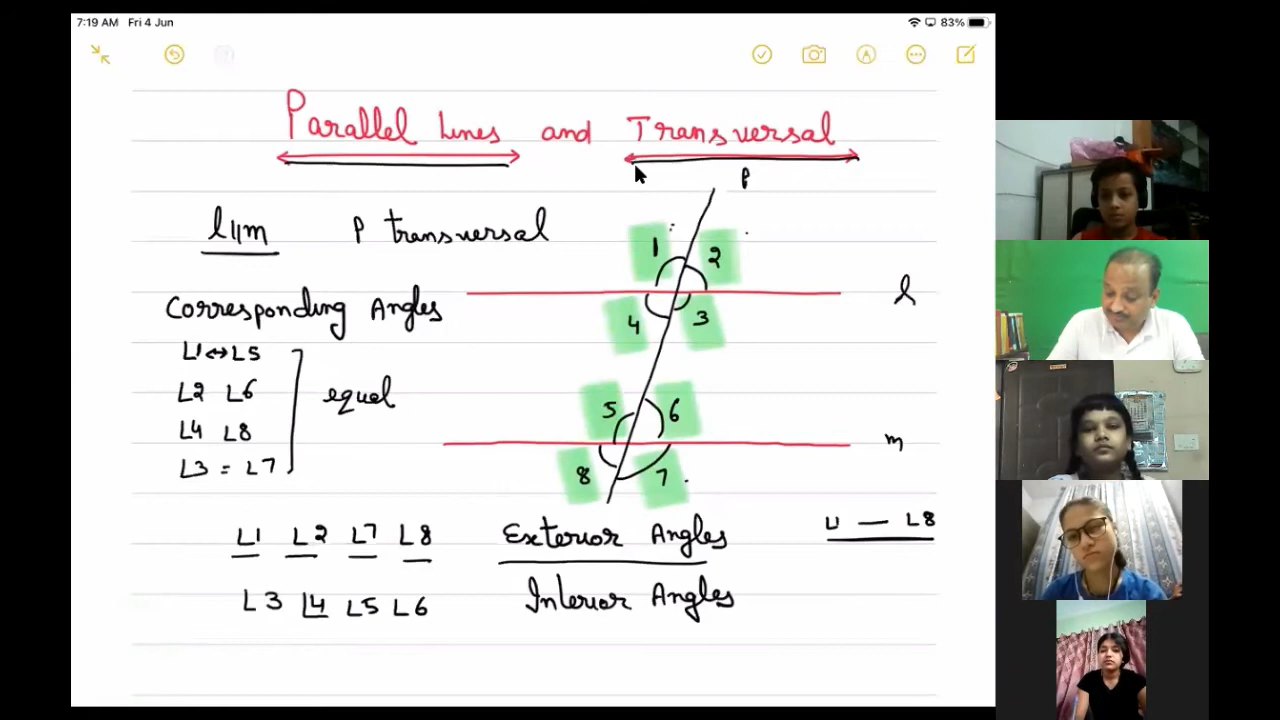 7:19 AM Fri 4 Jun
83%
Parallel Lines and Transversal
P
l||m P transversal
1 2
l
Corresponding Angles
4 3
∠1↔∠5
∠2 ∠6 equal
5 6
∠4 ∠8
m
∠3 = ∠7
8 7
∠1 ∠2 ∠7 ∠8 Exterior Angles
∠1 — ∠8
∠3 ∠4 ∠5 ∠6 Interior Angles